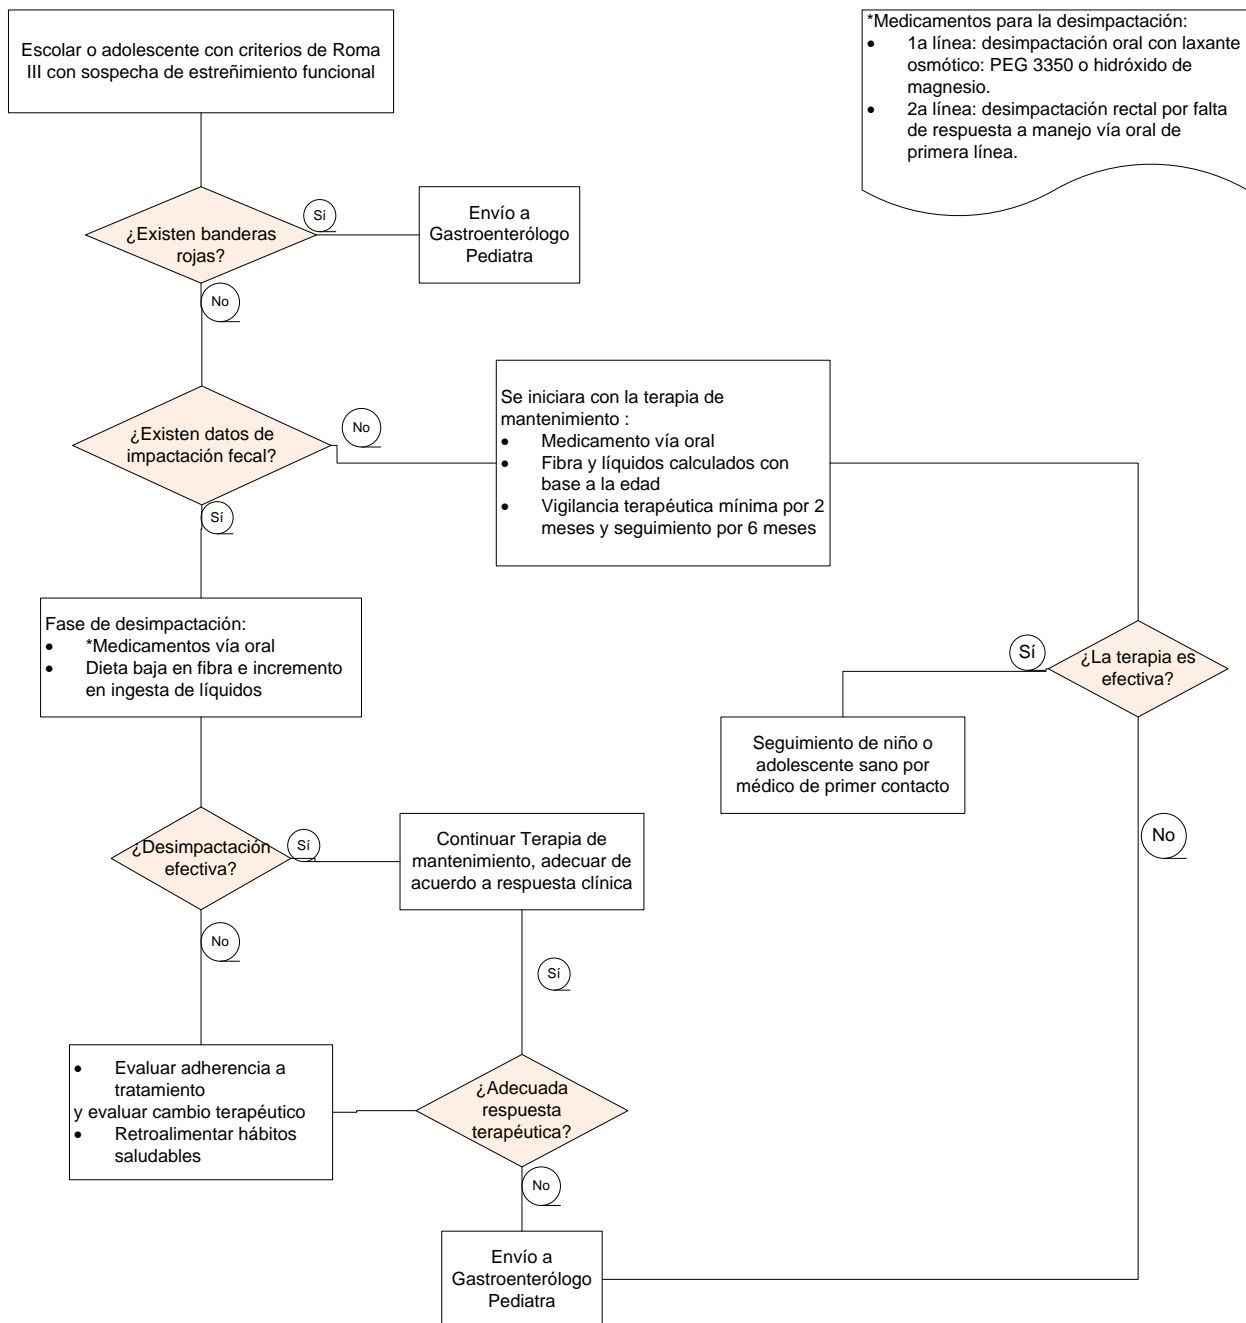 Escolar o adolescente con criterios de Roma
III con sospecha de estreñimiento funcional
*Medicamentos para la desimpactación:
• 1a línea: desimpactación oral con laxante
osmótico: PEG 3350 o hidróxido de
magnesio.
• 2a línea: desimpactación rectal por falta
de respuesta a manejo vía oral de
primera línea.
¿Existen banderas
rojas?
Sí
Envío a
Gastroenterólogo
Pediatra
No
¿Existen datos de
impactación fecal?
No
Se iniciara con la terapia de
mantenimiento :
• Medicamento vía oral
• Fibra y líquidos calculados con
base a la edad
• Vigilancia terapéutica mínima por 2
meses y seguimiento por 6 meses
Sí
Fase de desimpactación:
• *Medicamentos vía oral
• Dieta baja en fibra e incremento
en ingesta de líquidos
¿La terapia es
efectiva?
Sí
Seguimiento de niño o
adolescente sano por
médico de primer contacto
No
¿Desimpactación
efectiva?
Sí
Continuar Terapia de
mantenimiento, adecuar de
acuerdo a respuesta clínica
No
Sí
• Evaluar adherencia a
tratamiento
y evaluar cambio terapéutico
• Retroalimentar hábitos
saludables
¿Adecuada
respuesta
terapéutica?
No
Envío a
Gastroenterólogo
Pediatra